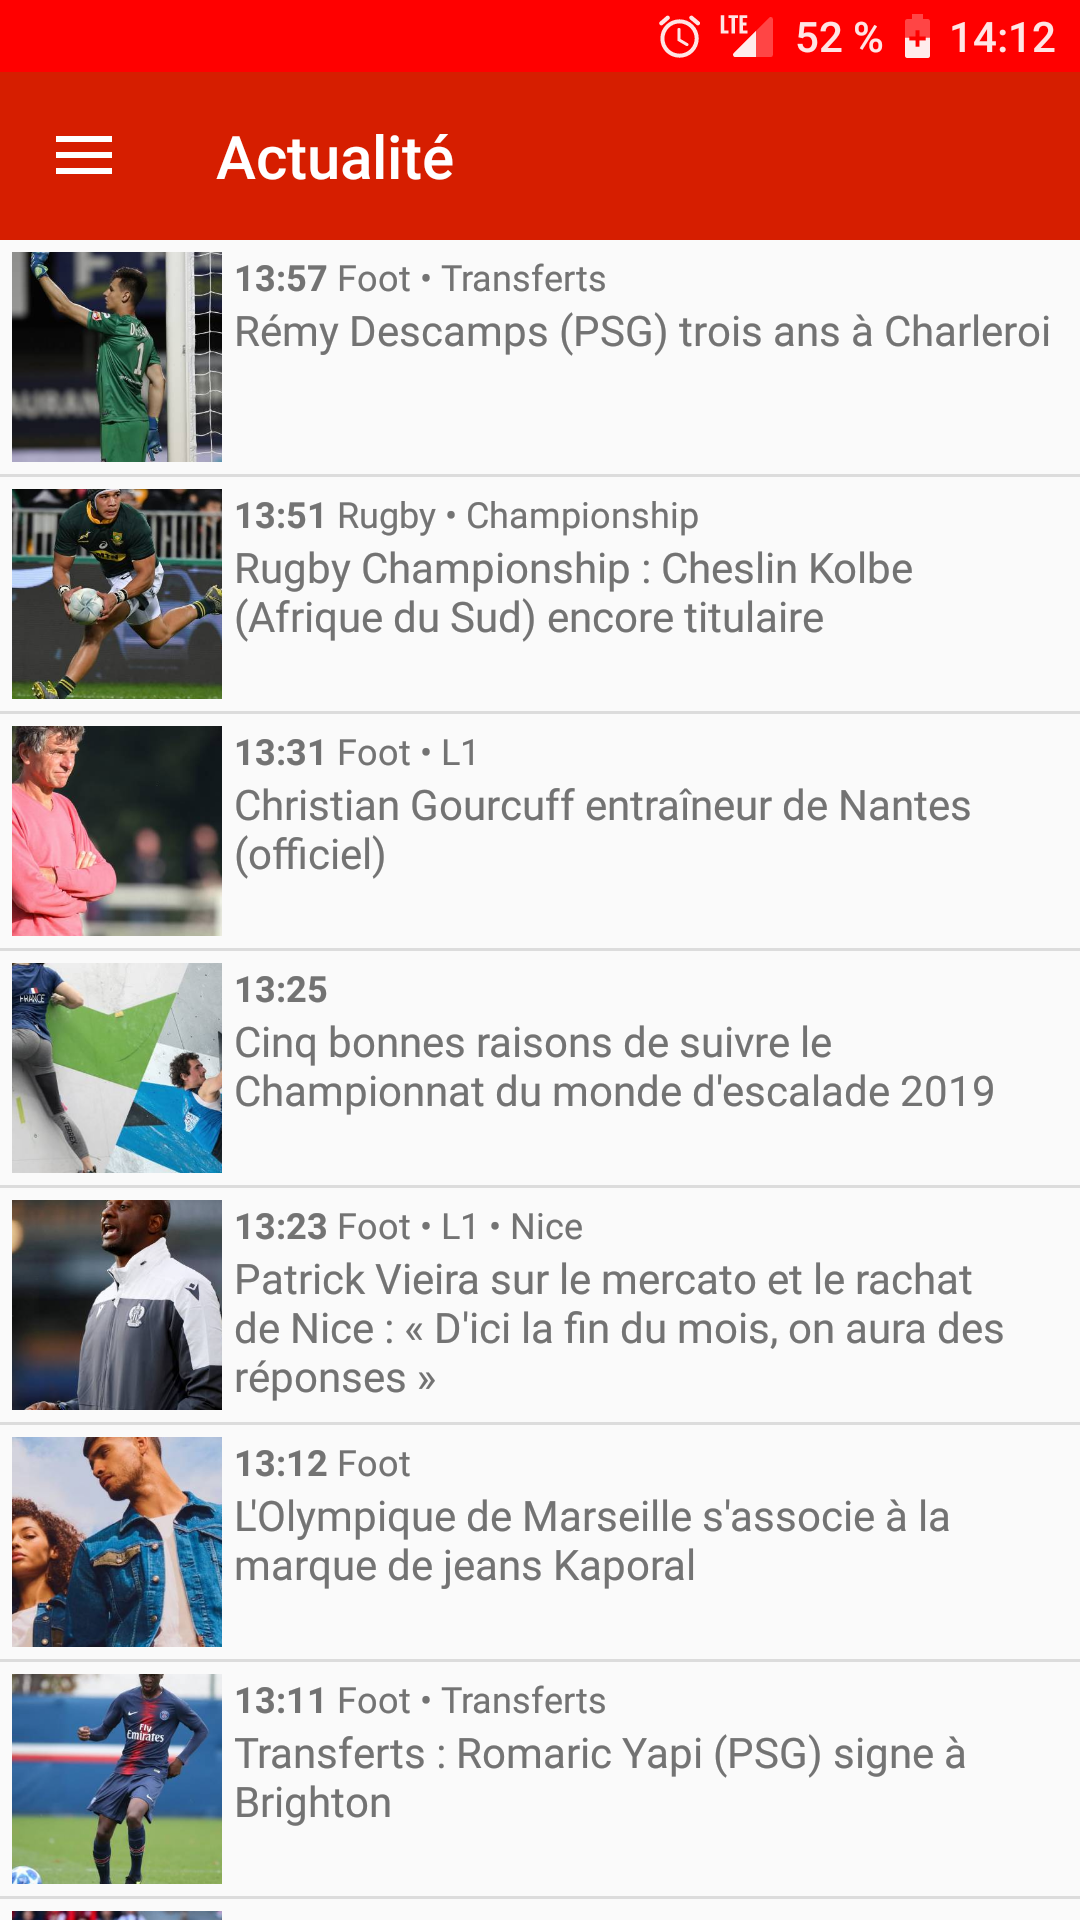 LTE 52 % 14:12
Actualité
13:57 Foot • Transferts
Rémy Descamps (PSG) trois ans à Charleroi
1
13:51 Rugby • Championship
Rugby Championship : Cheslin Kolbe
(Afrique du Sud) encore titulaire
13:31 Foot • L1
Christian Gourcuff entraîneur de Nantes
(officiel)
FRANCE
13:25
Cinq bonnes raisons de suivre le
Championnat du monde d'escalade 2019
13:23 Foot • L1 • Nice
Patrick Vieira sur le mercato et le rachat
de Nice : « D'ici la fin du mois, on aura des
réponses »
13:12 Foot
L'Olympique de Marseille s'associe à la
marque de jeans Kaporal
Fly
Emirates
13:11 Foot • Transferts
Transferts : Romaric Yapi (PSG) signe à
Brighton